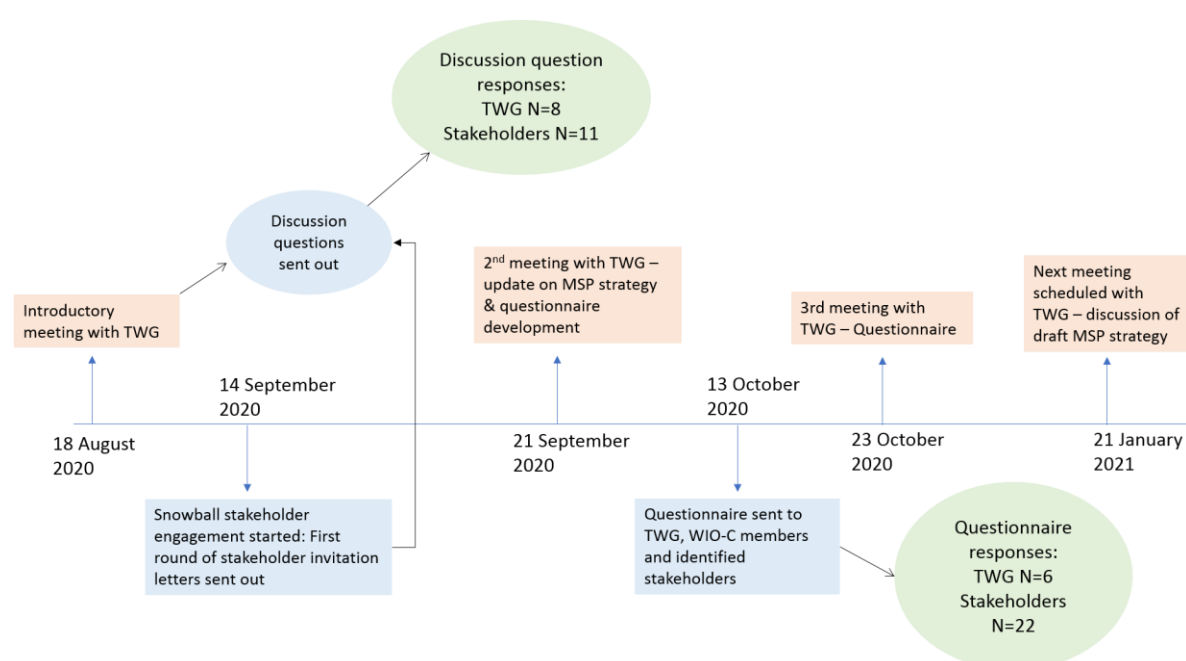 Discussion question
responses:
TWG N=8
Stakeholders N=11
Discussion
questions
sent out
Introductory
meeting with TWG
2nd meeting with TWG –
update on MSP strategy
& questionnaire
development
3rd meeting with
TWG – Questionnaire
Next meeting
scheduled with
TWG – discussion of
draft MSP strategy
14 September
2020
13 October
2020
18 August
2020
21 September
2020
23 October
2020
21 January
2021
Snowball stakeholder
engagement started: First
round of stakeholder invitation
letters sent out
Questionnaire sent to
TWG, WIO-C members
and identified
stakeholders
Questionnaire
responses:
TWG N=6
Stakeholders
N=22